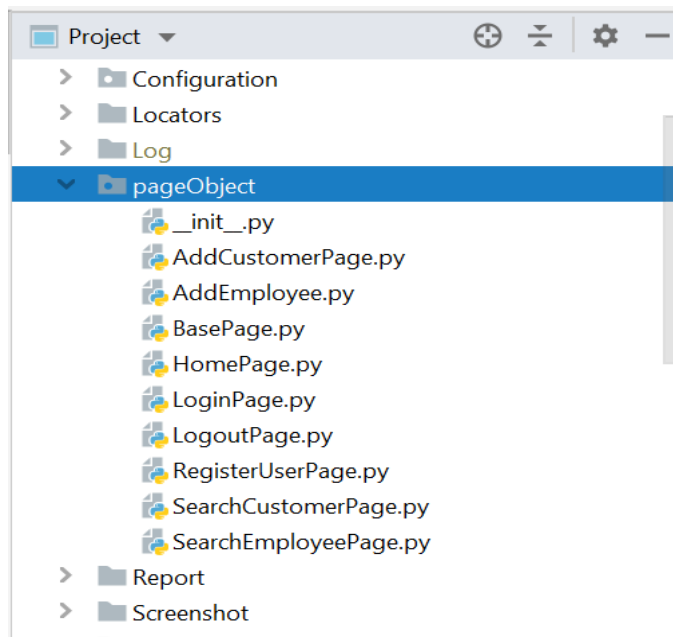 Project
Configuration
Locators
Log
pageObject
__init__.py
AddCustomerPage.py
AddEmployee.py
BasePage.py
HomePage.py
LoginPage.py
LogoutPage.py
RegisterUserPage.py
SearchCustomerPage.py
SearchEmployeePage.py
Report
Screenshot